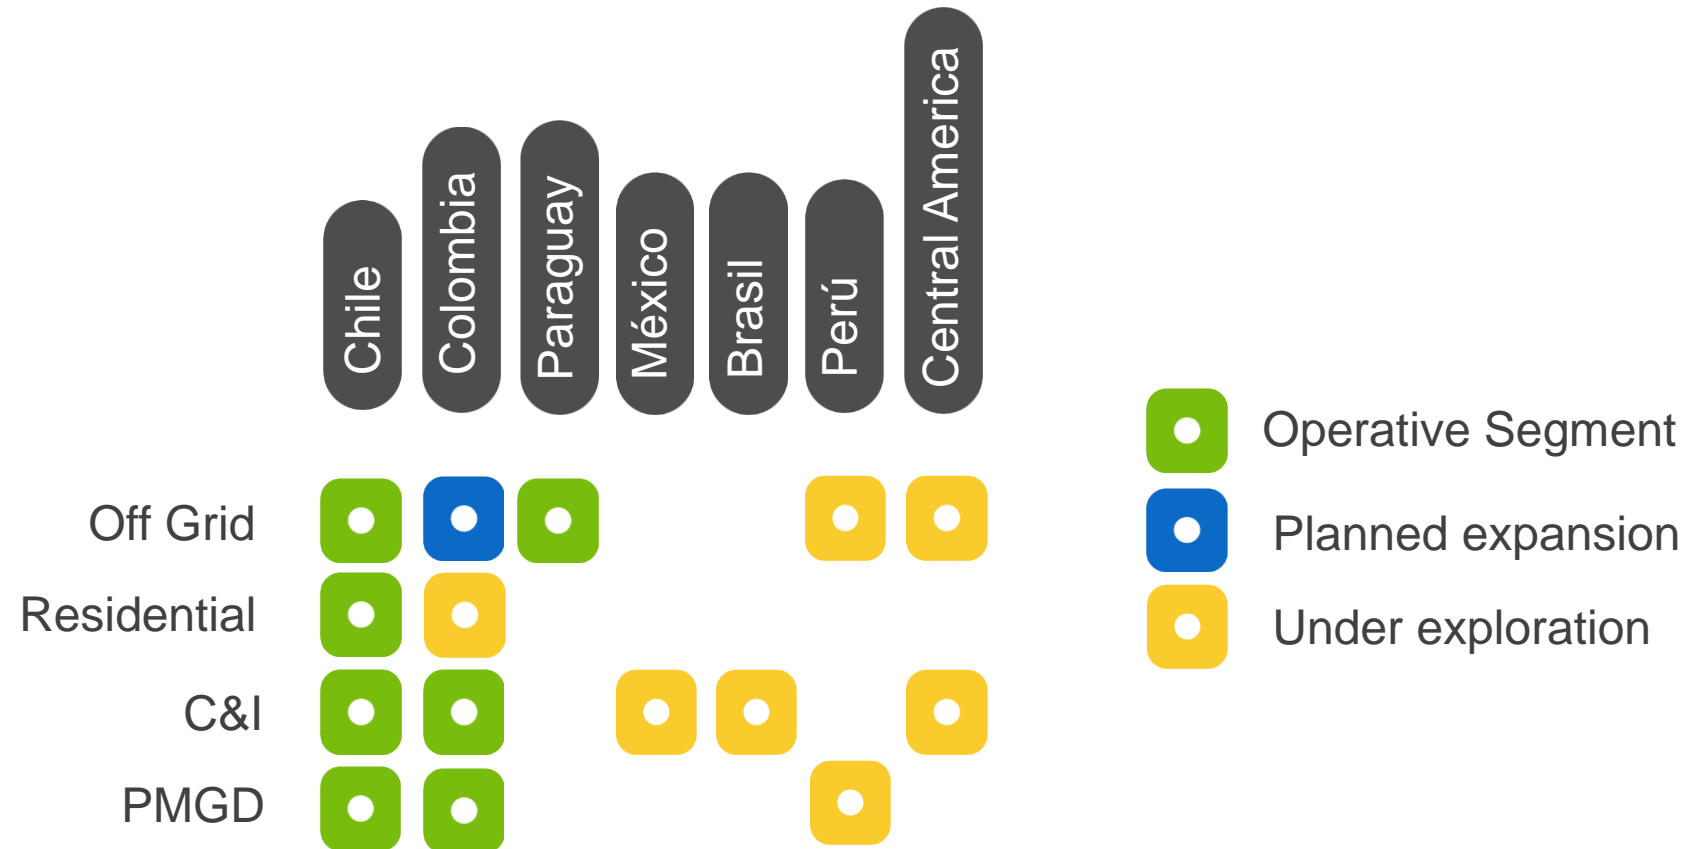 Chile
Colombia
Paraguay
México
Brasil
Perú
Central America
Off Grid
Residential
C&I
PMGD
Operative Segment
Planned expansion
Under exploration